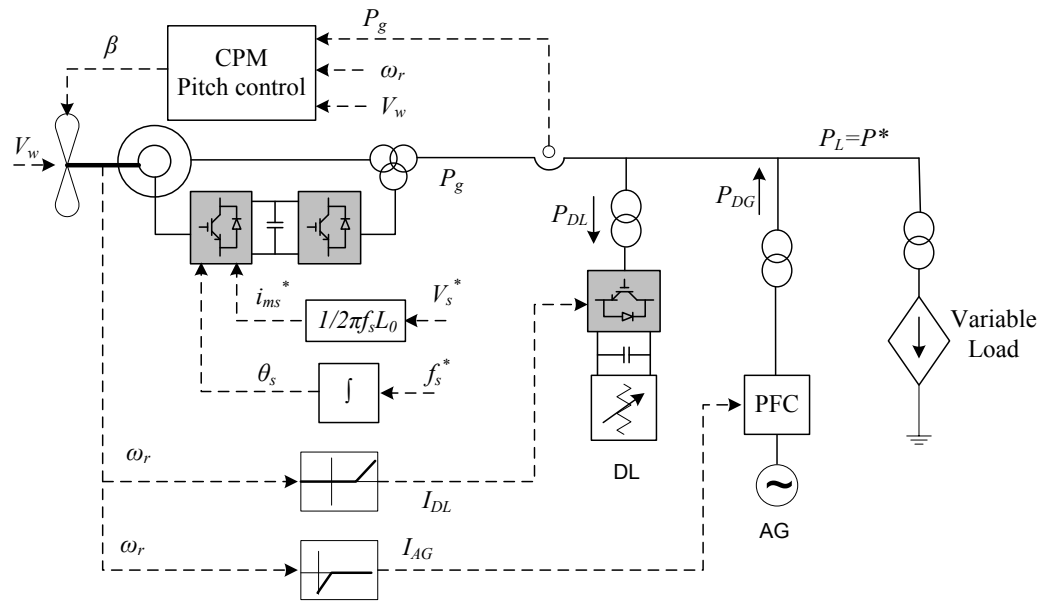 P_g
β
CPM
Pitch control
ω_r
V_w
V_w
P_g
P_L=P*
P_DL
P_DG
i_ms^*
V_s^*
1/2πf_sL_0
Variable
Load
θ_s
∫
f_s^*
PFC
ω_r
DL
I_DL
~
AG
ω_r
I_AG